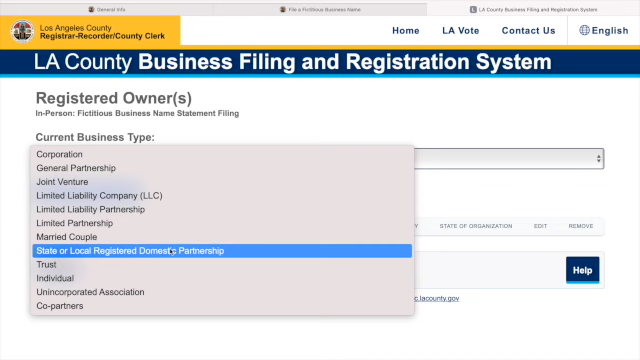 General Info
File a Fictitious Business Name
LA County Business Filing and Registration System
Los Angeles County
Registrar-Recorder/County Clerk
Home
LA Vote
Contact Us
English
LA County Business Filing and Registration System
Registered Owner(s)
In-Person: Fictitious Business Name Statement Filing
Current Business Type:
Corporation
General Partnership
Joint Venture
Limited Liability Company (LLC)
Limited Liability Partnership
Limited Partnership
Married Couple
State or Local Registered Domestic Partnership
Trust
Individual
Unincorporated Association
Co-partners
STATE OF ORGANIZATION
EDIT
REMOVE
Help
c.lacounty.gov